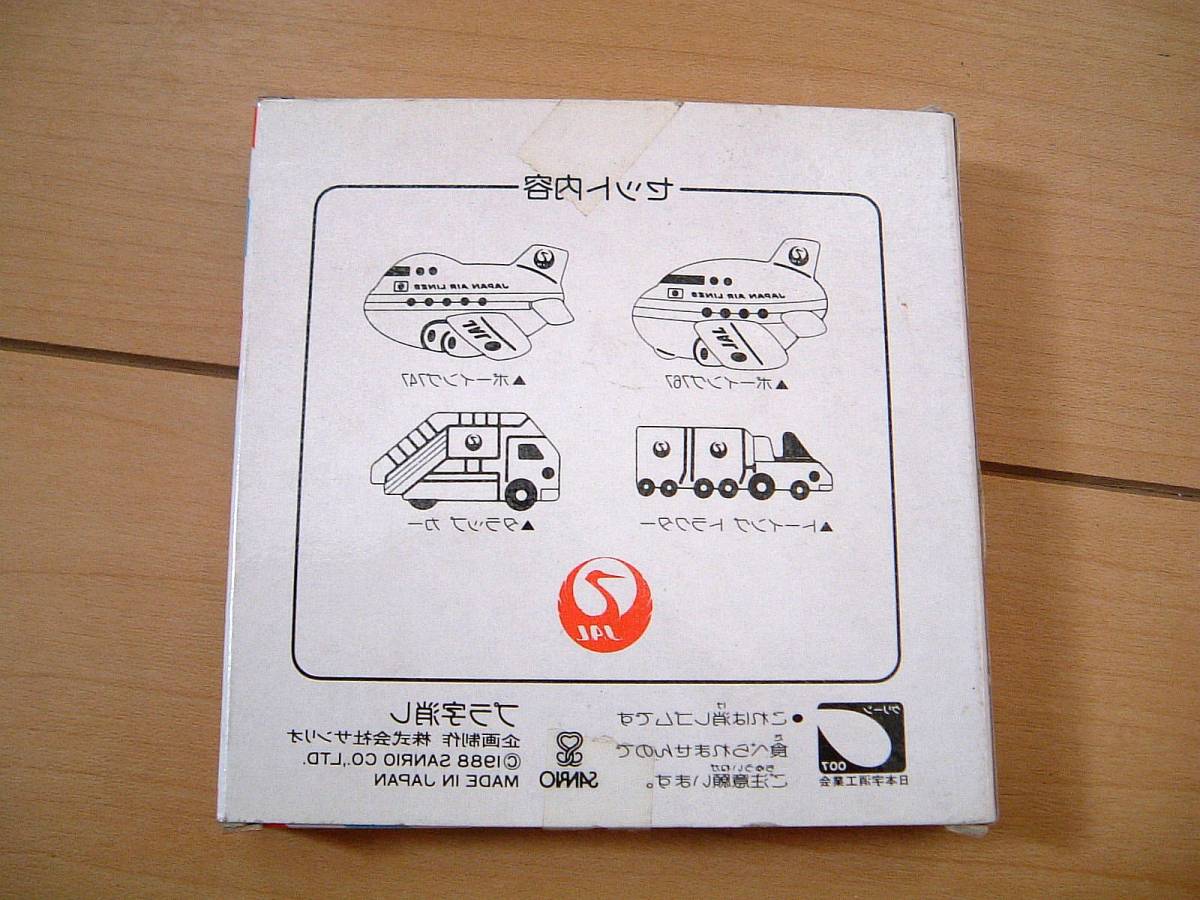 セット内容
JAPAN AIR LINES
JAL
▲ボーイング767
JAPAN AIR LINES
JAL
▲ボーイング747
▲トーイング トラクター
▲タラップ カー
JAL
グリーン
007
日本字消工業会
●これは消しゴムです
食べられませんので
ご注意願います。
SANRIO
プラ字消し
企画制作 株式会社サンリオ
©1988 SANRIO CO.,LTD.
MADE IN JAPAN